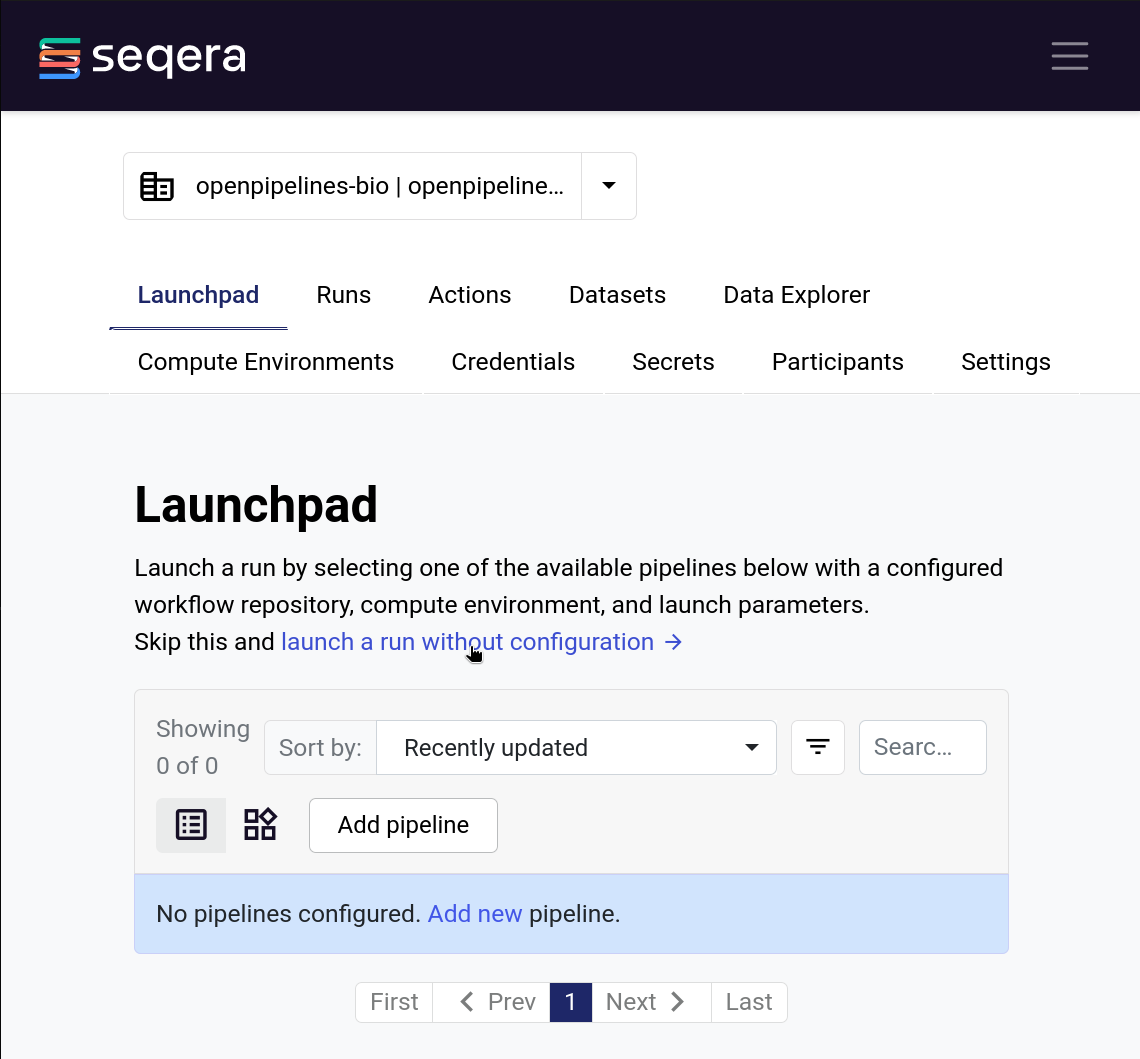 seqera
openpipelines-bio | openpipeline...
Launchpad Runs Actions Datasets Data Explorer
Compute Environments Credentials Secrets Participants Settings
Launchpad
Launch a run by selecting one of the available pipelines below with a configured
workflow repository, compute environment, and launch parameters.
Skip this and launch a run without configuration →
Showing
0 of 0
Sort by: Recently updated Searc...
Add pipeline
No pipelines configured. Add new pipeline.
First Prev 1 Next Last